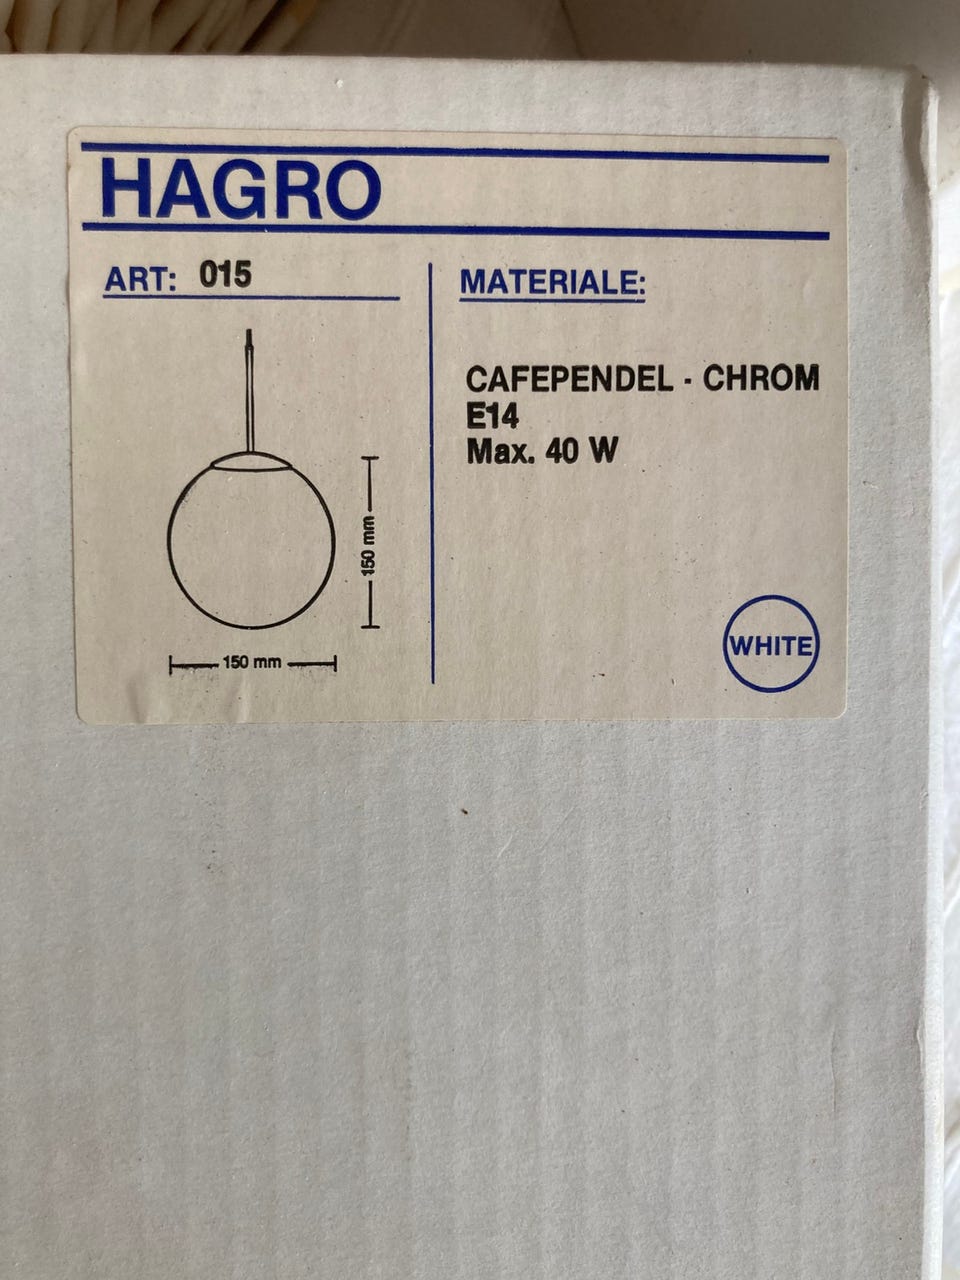 HAGRO
ART: 015
150 mm
150 mm
MATERIALE:
CAFEPENDEL - CHROM
E14
Max. 40 W
WHITE